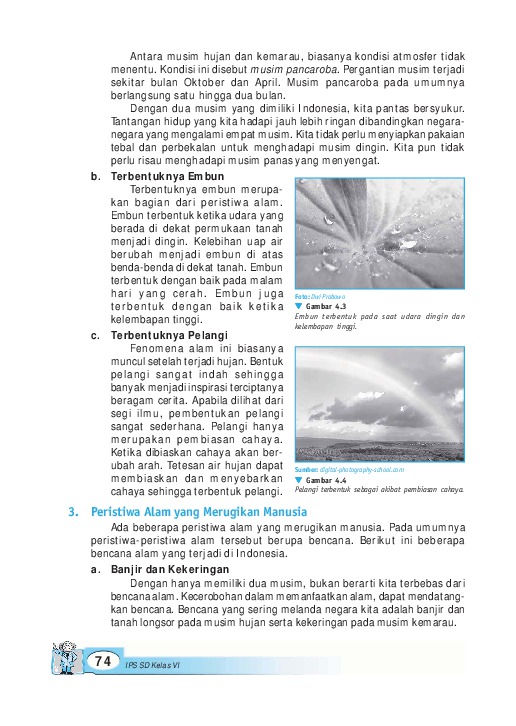 Antara musim hujan dan kemarau, biasanya kondisi atmosfer tidak
menentu. Kondisi ini disebut musim pancaroba. Pergantian musim terjadi
sekitar bulan Oktober dan April. Musim pancaroba pada umumnya
berlangsung satu hingga dua bulan.
Dengan dua musim yang dimiliki Indonesia, kita pantas bersyukur.
Tantangan hidup yang kita hadapi jauh lebih ringan dibandingkan negara-
negara yang mengalami empat musim. Kita tidak perlu menyiapkan pakaian
tebal dan perbekalan untuk menghadapi musim dingin. Kita pun tidak
perlu risau menghadapi musim panas yang menyengat.
b. Terbentuknya Embun
Terbentuknya embun merupa-
kan bagian dari peristiwa alam.
Embun terbentuk ketika udara yang
berada di dekat permukaan tanah
menjadi dingin. Kelebihan uap air
berubah menjadi embun di atas
benda-benda di dekat tanah. Embun
terbentuk dengan baik pada malam
hari yang cerah. Embun juga
terbentuk dengan baik ketika
kelembapan tinggi.
Foto: Dwi Prabowo
▼ Gambar 4.3
Embun terbentuk pada saat udara dingin dan
kelembapan tinggi.
c. Terbentuknya Pelangi
Fenomena alam ini biasanya
muncul setelah terjadi hujan. Bentuk
pelangi sangat indah sehingga
banyak menjadi inspirasi terciptanya
beragam cerita. Apabila dilihat dari
segi ilmu, pembentukan pelangi
sangat sederhana. Pelangi hanya
merupakan pembiasan cahaya.
Ketika dibiaskan cahaya akan ber-
ubah arah. Tetesan air hujan dapat
membiaskan dan menyebarkan
cahaya sehingga terbentuk pelangi.
Sumber: digital-photography-school.com
▼ Gambar 4.4
Pelangi terbentuk sebagai akibat pembiasan cahaya.
3. Peristiwa Alam yang Merugikan Manusia
Ada beberapa peristiwa alam yang merugikan manusia. Pada umumnya
peristiwa-peristiwa alam tersebut berupa bencana. Berikut ini beberapa
bencana alam yang terjadi di Indonesia.
a. Banjir dan Kekeringan
Dengan hanya memiliki dua musim, bukan berarti kita terbebas dari
bencana alam. Kecerobohan dalam memanfaatkan alam, dapat mendatang-
kan bencana. Bencana yang sering melanda negara kita adalah banjir dan
tanah longsor pada musim hujan serta kekeringan pada musim kemarau.
74 IPS SD Kelas VI